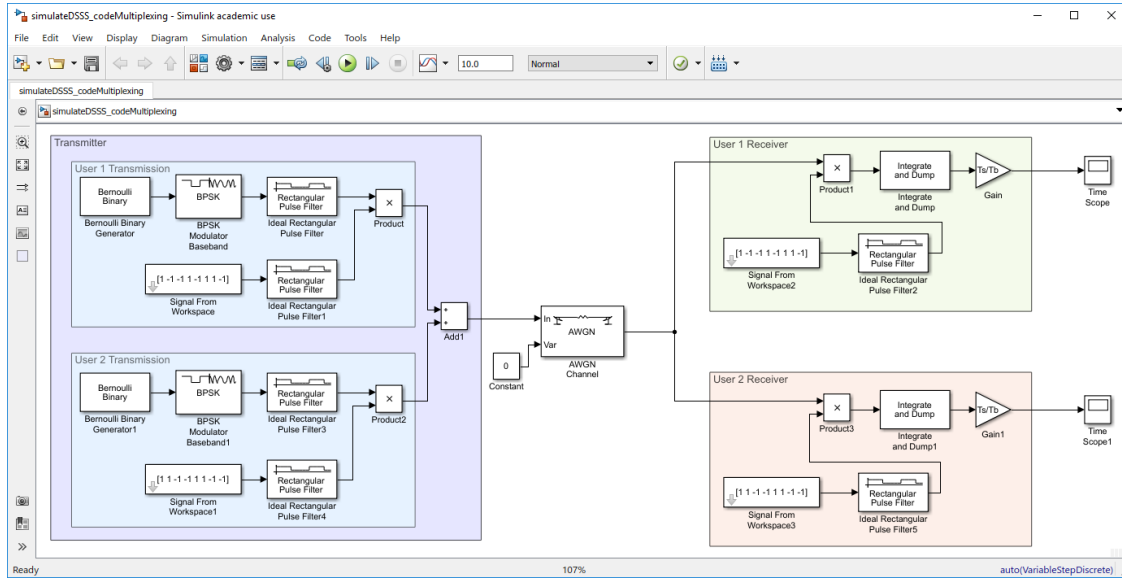 simulateDSSS_codeMultiplexing - Simulink academic use
File Edit View Display Diagram Simulation Analysis Code Tools Help
10.0 Normal
simulateDSSS_codeMultiplexing
simulateDSSS_codeMultiplexing
Transmitter
User 1 Transmission
Bernoulli
Binary
Bernoulli Binary
Generator
BPSK
BPSK
Modulator
Baseband
Rectangular
Pulse Filter
Ideal Rectangular
Pulse Filter
×
Product
[1 -1 -1 1 -1 1 1 -1]
Signal From
Workspace
Rectangular
Pulse Filter
Ideal Rectangular
Pulse Filter1
+
+
Add1
User 2 Transmission
Bernoulli
Binary
Bernoulli Binary
Generator1
BPSK
BPSK
Modulator
Baseband1
Rectangular
Pulse Filter
Ideal Rectangular
Pulse Filter3
×
Product2
[1 1 -1 -1 1 1 -1 -1]
Signal From
Workspace1
Rectangular
Pulse Filter
Ideal Rectangular
Pulse Filter4
0
Constant
In
AWGN
Var
AWGN
Channel
User 1 Receiver
×
Product1
Integrate
and Dump
Integrate
and Dump
Ts/Tb
Gain
Time
Scope
[1 -1 -1 1 -1 1 1 -1]
Signal From
Workspace2
Rectangular
Pulse Filter
Ideal Rectangular
Pulse Filter2
User 2 Receiver
×
Product3
Integrate
and Dump
Integrate
and Dump1
Ts/Tb
Gain1
Time
Scope1
[1 1 -1 -1 1 1 -1 -1]
Signal From
Workspace3
Rectangular
Pulse Filter
Ideal Rectangular
Pulse Filter5
Ready 107% auto(VariableStepDiscrete)